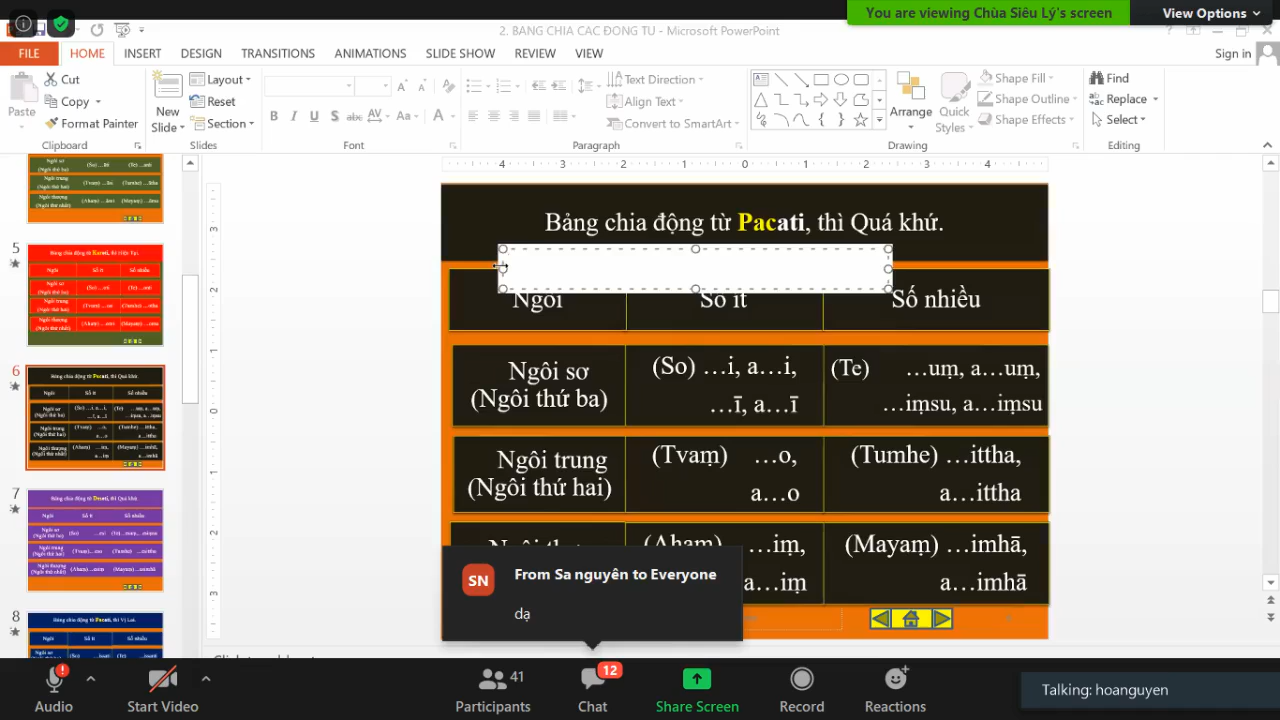 You are viewing Chùa Siêu Lý's screen
View Options
2. BANG CHIA CAC ĐONG TU - Microsoft PowerPoint
FILE
HOME
INSERT
DESIGN
TRANSITIONS
ANIMATIONS
SLIDE SHOW
REVIEW
VIEW
Sign in
Paste
Cut
Copy
Format Painter
Clipboard
New Slide
Layout
Reset
Section
Slides
Font
Text Direction
Align Text
Convert to SmartArt
Paragraph
Arrange
Quick Styles
Shape Fill
Shape Outline
Shape Effects
Drawing
Find
Replace
Select
Editing
5
6
7
8
Bảng chia động từ Pacati, thì Quá khứ.
Ngôi
Số ít
Số nhiều
Ngôi sơ
(Ngôi thứ ba)
(So) …i, a…i,
…ī, a…ī
(Te) …uṃ, a…uṃ,
…iṃsu, a…iṃsu
Ngôi trung
(Ngôi thứ hai)
(Tvaṃ) …o,
a…o
(Tumhe) …ittha,
a…ittha
(Ahaṃ) …iṃ,
a…iṃ
(Mayaṃ) …imhā,
a…imhā
SN
From Sa nguyên to Everyone
dạ
Audio
Start Video
Participants
41
Chat
12
Share Screen
Record
Reactions
Talking: hoanguyen